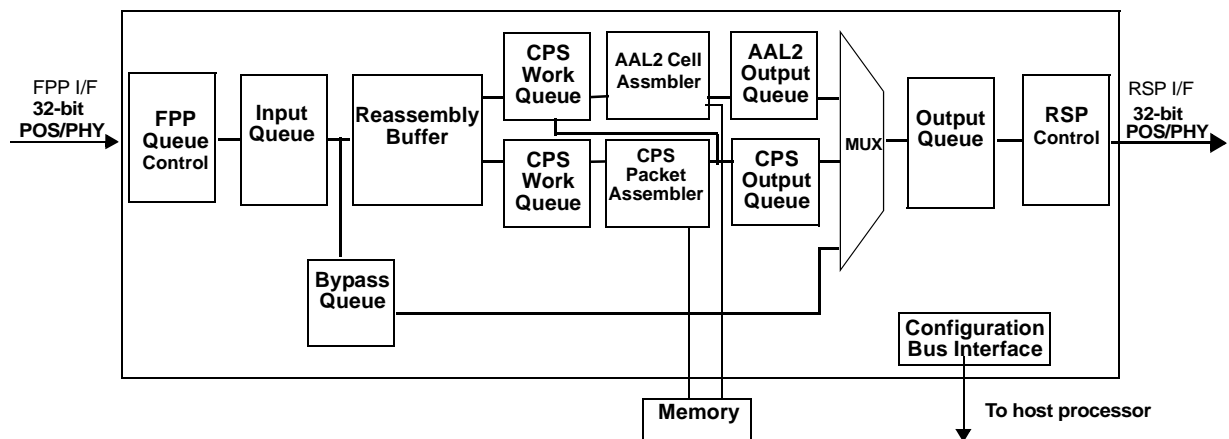 FPP I/F
32-bit
POS/PHY
FPP
Queue
Control
Input
Queue
Reassembly
Buffer
CPS
Work
Queue
AAL2 Cell
Assmbler
AAL2
Output
Queue
CPS
Work
Queue
CPS
Packet
Assembler
CPS
Output
Queue
MUX
Output
Queue
RSP
Control
RSP I/F
32-bit
POS/PHY
Bypass
Queue
Configuration
Bus Interface
Memory
To host processor